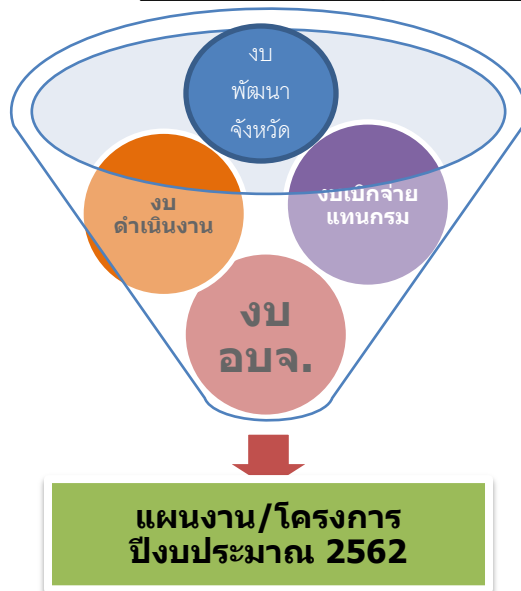 งบ
พัฒนา
จังหวัด
งบ
ดำเนินงาน
งบเบิกจ่าย
แทนกรม
งบ
อบจ.
แผนงาน/โครงการ
ปีงบประมาณ 2562